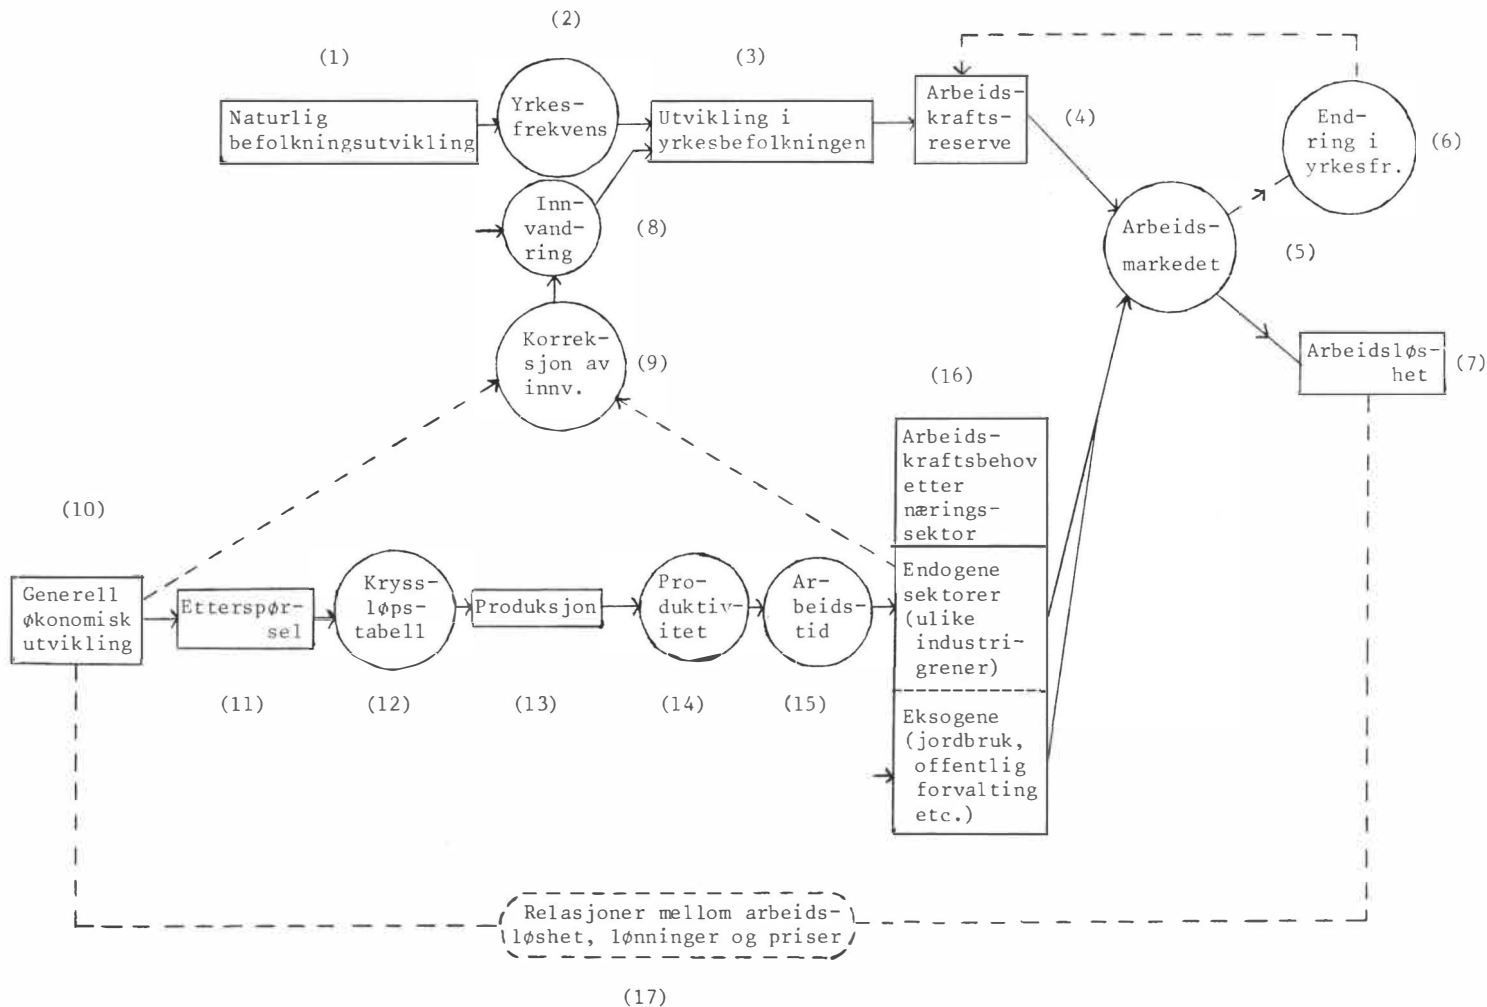 (2)
(1)
(3)
Naturlig
befolkningsutvikling
Yrkes-
frekvens
Utvikling i
yrkesbefolkningen
Arbeids-
krafts-
reserve
(4)
End-
ring i
yrkesfr.
(6)
Inn-
vand-
ring
(8)
Arbeids-
markedet
(5)
Korrek-
sjon av
innv.
(9)
Arbeidsløs-
het
(7)
(16)
Arbeids-
kraftsbehov
etter
nærings-
sektor
(10)
Generell
økonomisk
utvikling
Etterspør-
sel
Kryss-
løps-
tabell
Produksjon
Pro-
duktiv-
itet
Ar-
beids-
tid
Endogene
sektorer
(ulike
industri-
grener)
(11)
(12)
(13)
(14)
(15)
Eksogene
(jordbruk,
offentlig
forvalting
etc.)
Relasjoner mellom arbeids-
løshet, lønninger og priser
(17)